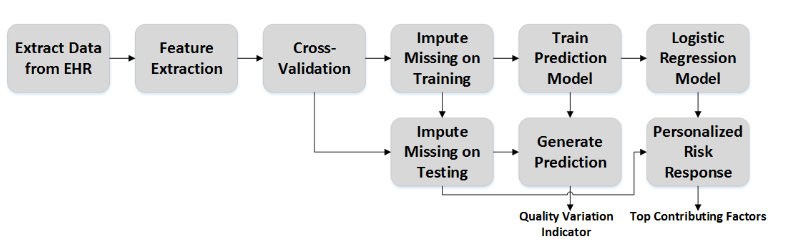 Extract Data
from EHR
Feature
Extraction
Cross-
Validation
Impute
Missing on
Training
Train
Prediction
Model
Logistic
Regression
Model
Impute
Missing on
Testing
Generate
Prediction
Personalized
Risk
Response
Quality Variation
Indicator
Top Contributing Factors